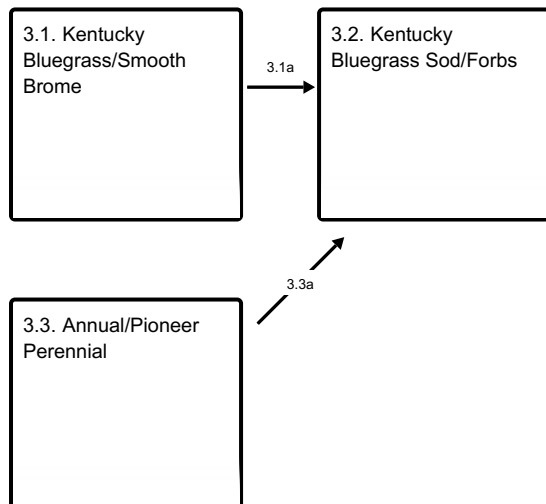 3.1. Kentucky
Bluegrass/Smooth
Brome
3.1a
3.2. Kentucky
Bluegrass Sod/Forbs
3.3a
3.3. Annual/Pioneer
Perennial